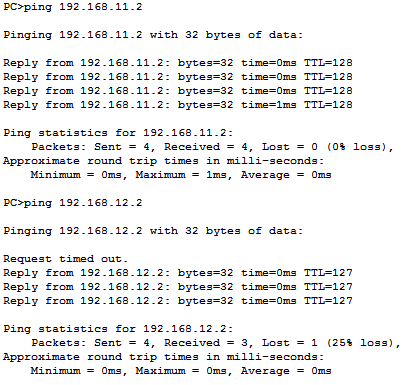 PC>ping 192.168.11.2
Pinging 192.168.11.2 with 32 bytes of data:
Reply from 192.168.11.2: bytes=32 time=0ms TTL=128
Reply from 192.168.11.2: bytes=32 time=0ms TTL=128
Reply from 192.168.11.2: bytes=32 time=0ms TTL=128
Reply from 192.168.11.2: bytes=32 time=1ms TTL=128
Ping statistics for 192.168.11.2:
Packets: Sent = 4, Received = 4, Lost = 0 (0% loss),
Approximate round trip times in milli-seconds:
Minimum = 0ms, Maximum = 1ms, Average = 0ms
PC>ping 192.168.12.2
Pinging 192.168.12.2 with 32 bytes of data:
Request timed out.
Reply from 192.168.12.2: bytes=32 time=0ms TTL=127
Reply from 192.168.12.2: bytes=32 time=0ms TTL=127
Reply from 192.168.12.2: bytes=32 time=0ms TTL=127
Ping statistics for 192.168.12.2:
Packets: Sent = 4, Received = 3, Lost = 1 (25% loss),
Approximate round trip times in milli-seconds:
Minimum = 0ms, Maximum = 0ms, Average = 0ms